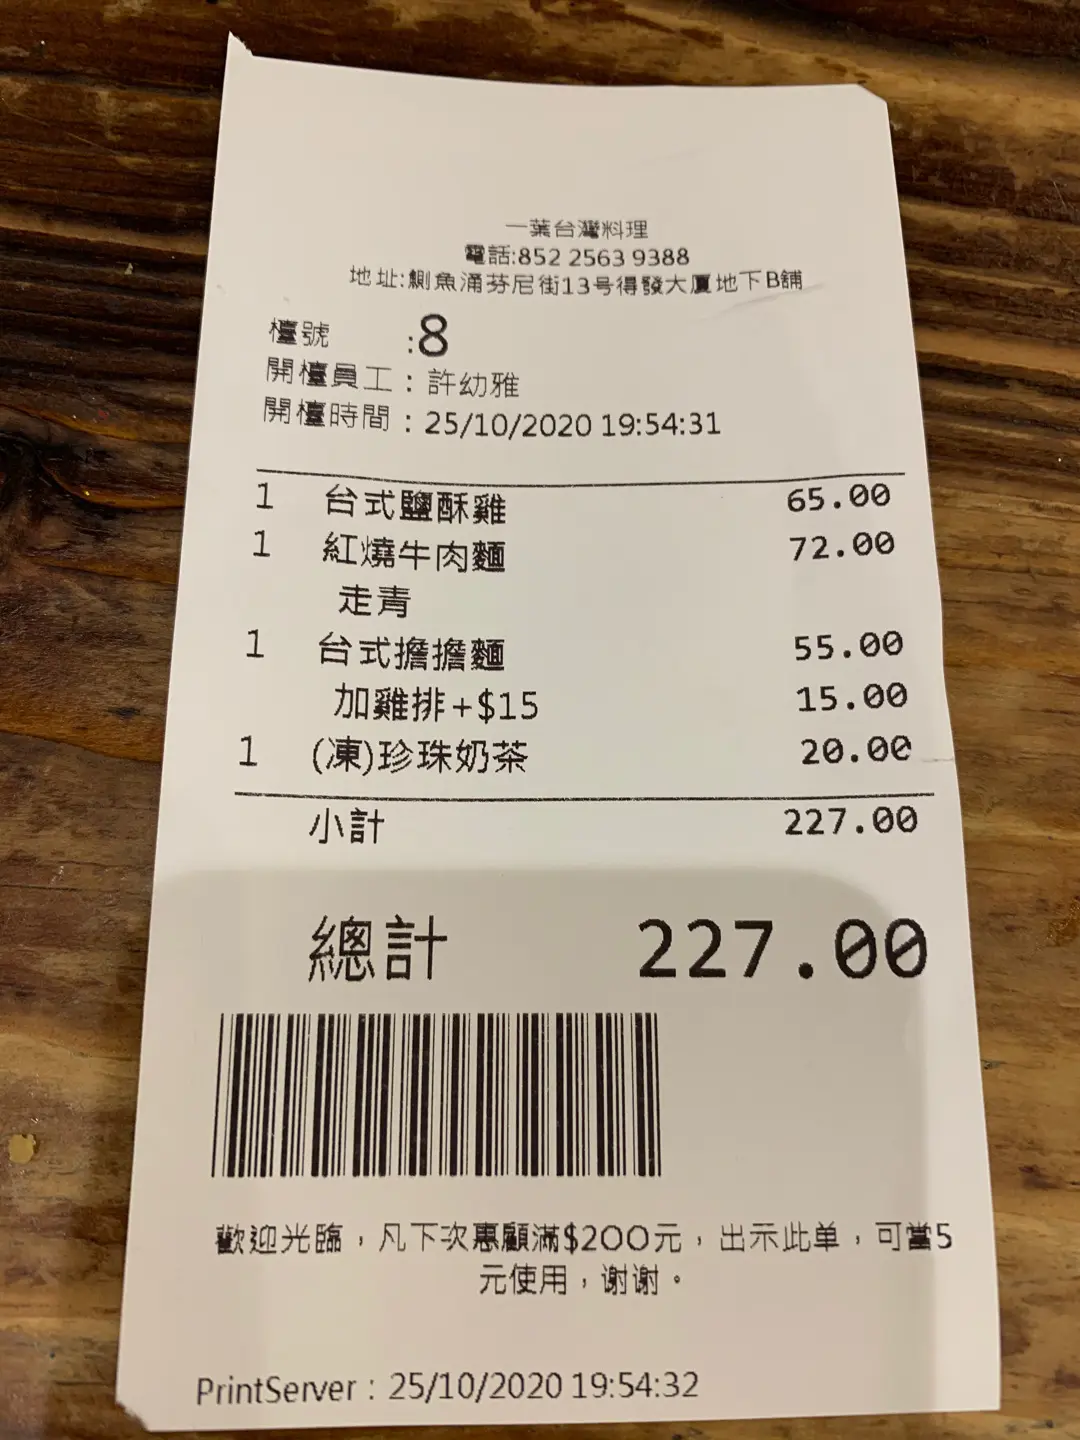 一葉台灣料理
電話:852 2563 9388
地址:鰂魚涌芬尼街13号得發大厦地下B舖
檯號 :8
開檯員工:許幼雅
開檯時間:25/10/2020 19:54:31
1 台式鹽酥雞 65.00
1 紅燒牛肉麵 72.00
走青
1 台式擔擔麵 55.00
加雞排+$15 15.00
1 (凍)珍珠奶茶 20.00
小計 227.00
總計 227.00
歡迎光臨，凡下次惠顧滿$200元，出示此单，可當5
元使用，谢谢。
PrintServer : 25/10/2020 19:54:32